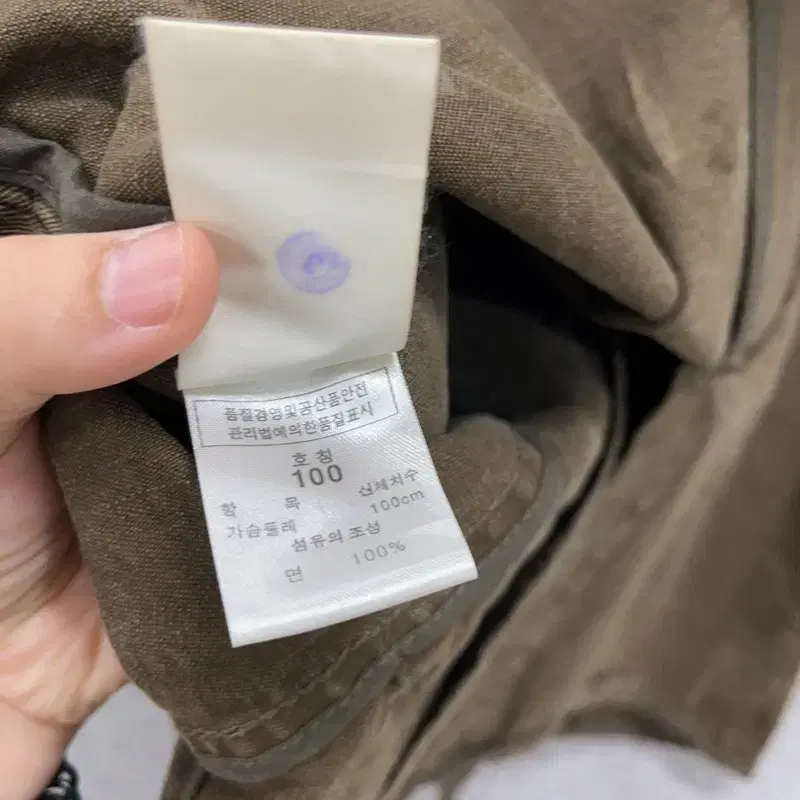 품질경영및공산품안전
관리법에의한품질표시
호 칭
100
항 목 신체치수
가슴둘레 100cm
섬유의 조성
면 100%